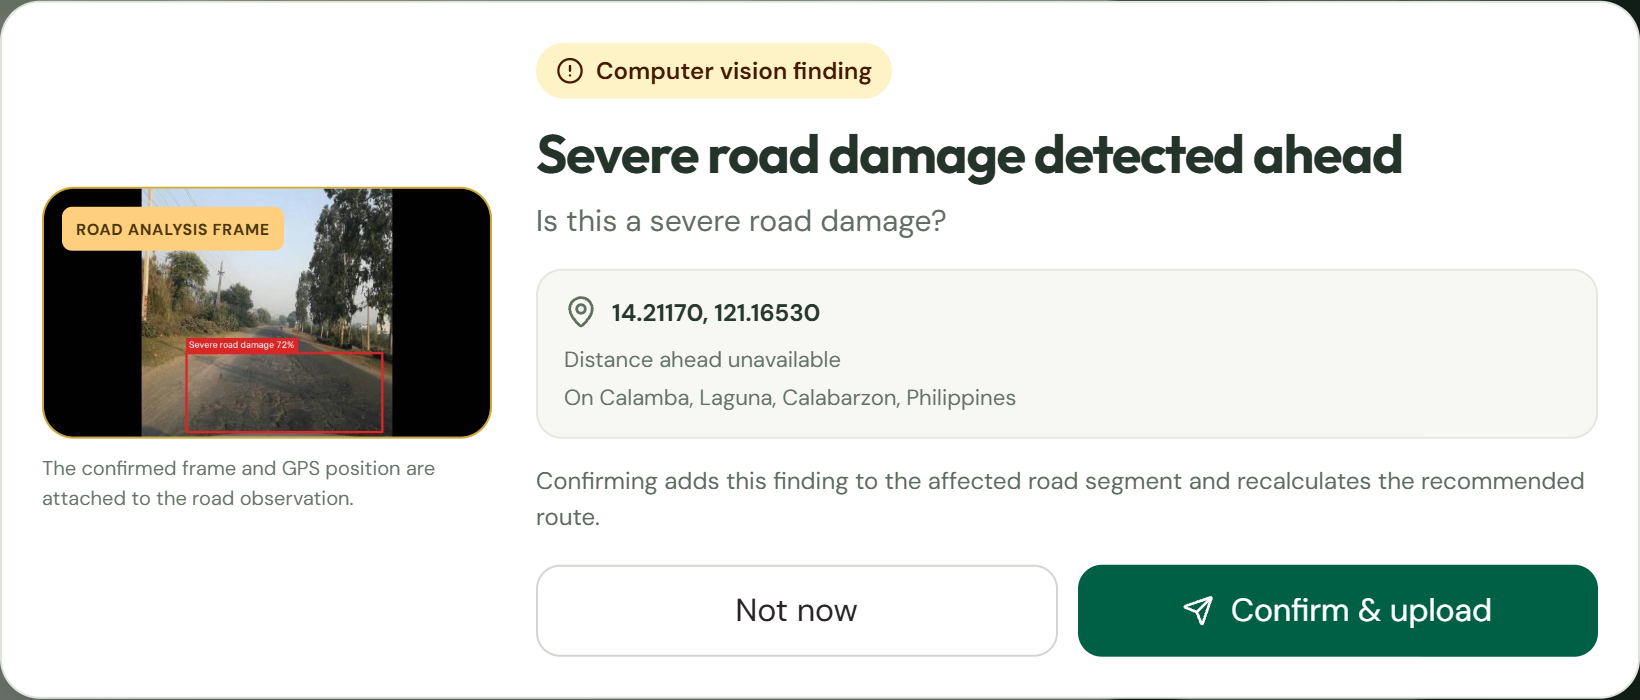 Computer vision finding
Severe road damage detected ahead
Is this a severe road damage?
ROAD ANALYSIS FRAME
Severe road damage 72%
The confirmed frame and GPS position are
attached to the road observation.
14.21170, 121.16530
Distance ahead unavailable
On Calamba, Laguna, Calabarzon, Philippines
Confirming adds this finding to the affected road segment and recalculates the recommended
route.
Not now
Confirm & upload